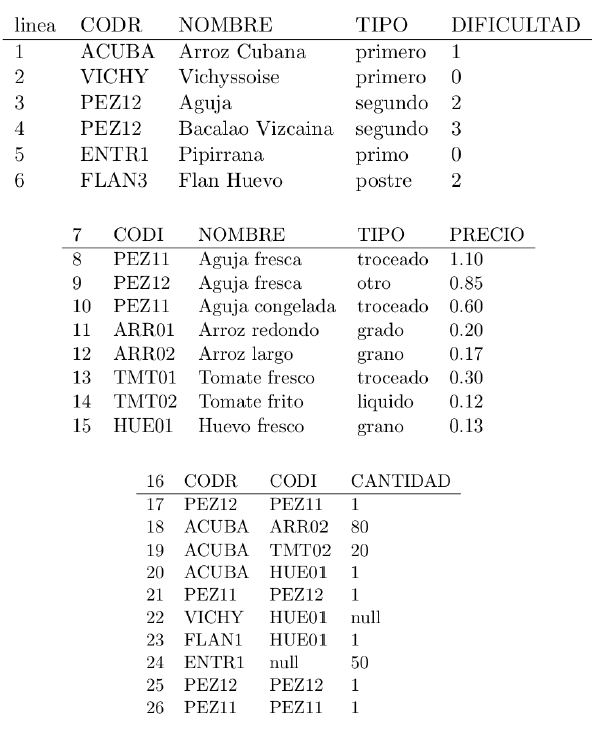 linea CODR NOMBRE TIPO DIFICULTAD
1 ACUBA Arroz Cubana primero 1
2 VICHY Vichyssoise primero 0
3 PEZ12 Aguja segundo 2
4 PEZ12 Bacalao Vizcaina segundo 3
5 ENTR1 Pipirrana primo 0
6 FLAN3 Flan Huevo postre 2
7 CODI NOMBRE TIPO PRECIO
8 PEZ11 Aguja fresca troceado 1.10
9 PEZ12 Aguja fresca otro 0.85
10 PEZ11 Aguja congelada troceado 0.60
11 ARR01 Arroz redondo grado 0.20
12 ARR02 Arroz largo grano 0.17
13 TMT01 Tomate fresco troceado 0.30
14 TMT02 Tomate frito liquido 0.12
15 HUE01 Huevo fresco grano 0.13
16 CODR CODI CANTIDAD
17 PEZ12 PEZ11 1
18 ACUBA ARR02 80
19 ACUBA TMT02 20
20 ACUBA HUE01 1
21 PEZ11 PEZ12 1
22 VICHY HUE01 null
23 FLAN1 HUE01 1
24 ENTR1 null 50
25 PEZ12 PEZ12 1
26 PEZ11 PEZ11 1